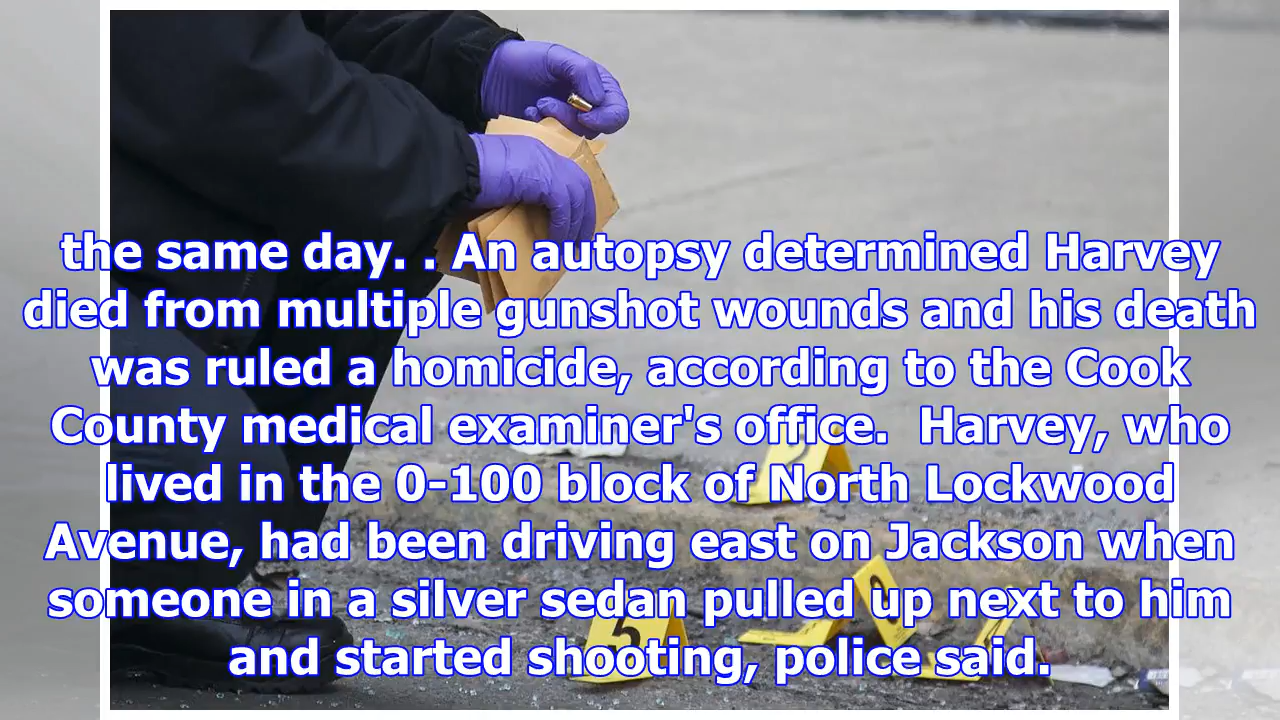 the same day. . An autopsy determined Harvey
died from multiple gunshot wounds and his death
was ruled a homicide, according to the Cook
County medical examiner's office.  Harvey, who
lived in the 0-100 block of North Lockwood
Avenue, had been driving east on Jackson when
someone in a silver sedan pulled up next to him
and started shooting, police said.
5